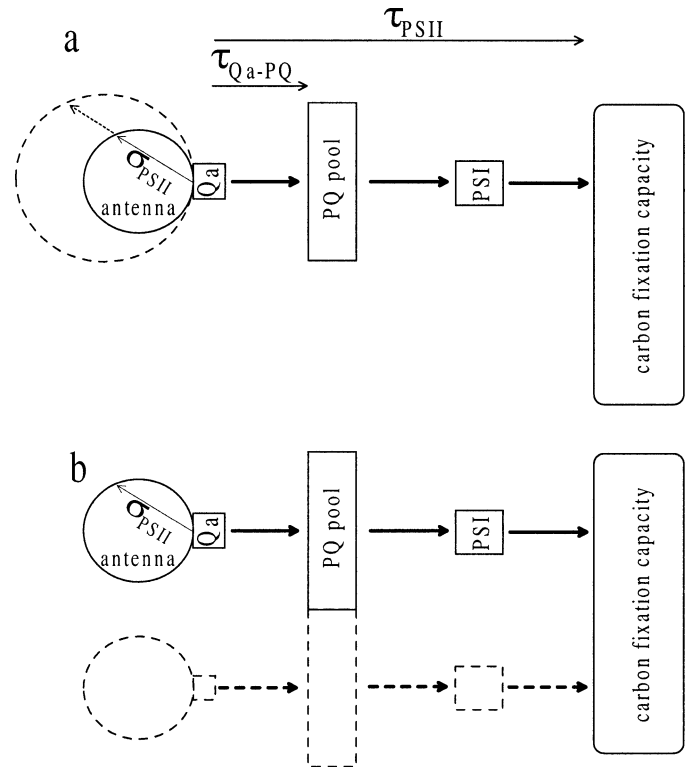 a
τPSII
τQa-PQ
σPSII
antenna
Qa
PQ pool
PSI
carbon fixation capacity
b
σPSII
antenna
Qa
PQ pool
PSI
carbon fixation capacity